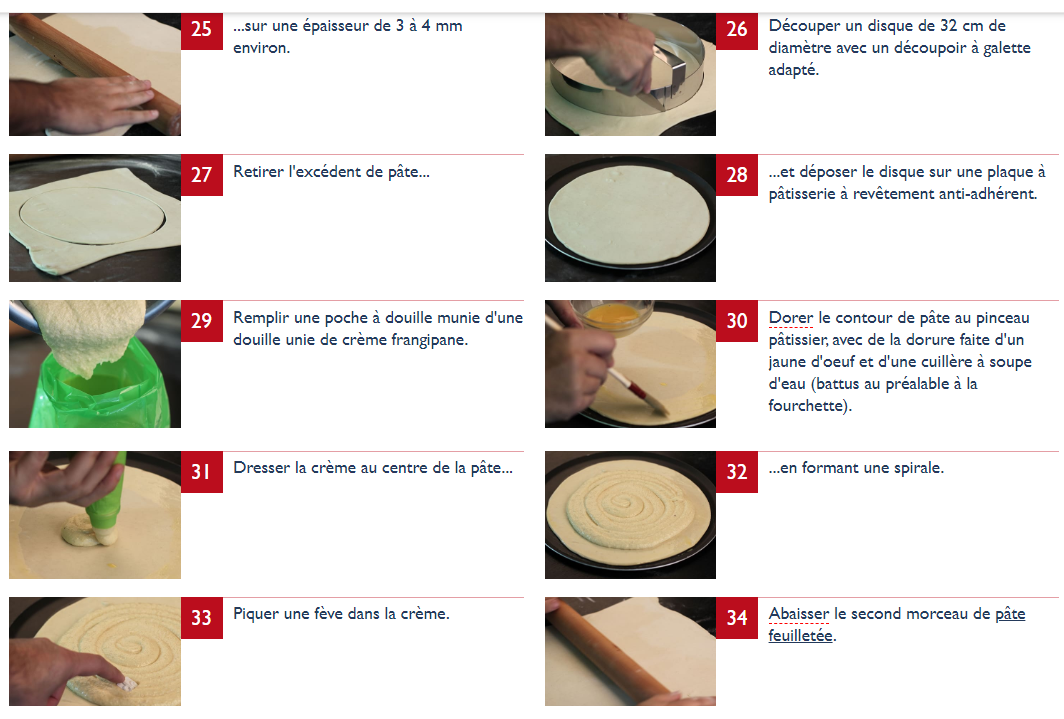 25
...sur une épaisseur de 3 à 4 mm
environ.
26
Découper un disque de 32 cm de
diamètre avec un découpoir à galette
adapté.
27
Retirer l'excédent de pâte...
28
...et déposer le disque sur une plaque à
pâtisserie à revêtement anti-adhérent.
29
Remplir une poche à douille munie d'une
douille unie de crème frangipane.
30
Dorer le contour de pâte au pinceau
pâtissier, avec de la dorure faite d'un
jaune d'oeuf et d'une cuillère à soupe
d'eau (battus au préalable à la
fourchette).
31
Dresser la crème au centre de la pâte...
32
...en formant une spirale.
33
Piquer une fève dans la crème.
34
Abaisser le second morceau de pâte
feuilletée.